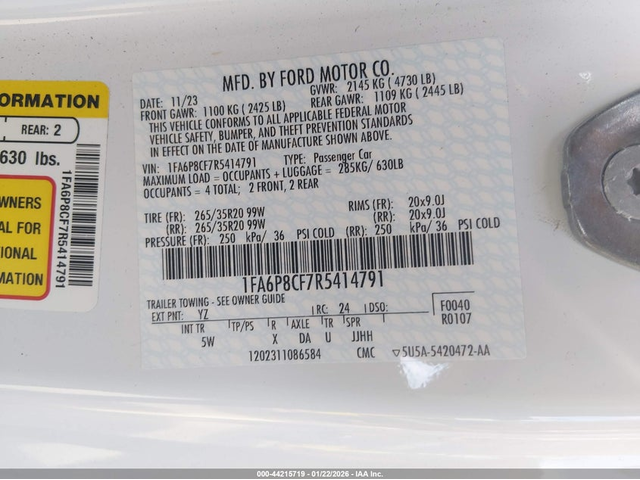 ORMATION
REAR: 2
630 lbs.
WNERS
AL FOR
TIONAL
MATION
1FA6P8CF7R5414791
MFD. BY FORD MOTOR CO.
DATE: 11/23 GVWR: 2145 KG ( 4730 LB)
FRONT GAWR: 1100 KG ( 2425 LB) REAR GAWR: 1109 KG ( 2445 LB)
THIS VEHICLE CONFORMS TO ALL APPLICABLE FEDERAL MOTOR
VEHICLE SAFETY, BUMPER, AND THEFT PREVENTION STANDARDS
IN EFFECT ON THE DATE OF MANUFACTURE SHOWN ABOVE.
VIN: 1FA6P8CF7R5414791 TYPE: Passenger Car
MAXIMUM LOAD = OCCUPANTS + LUGGAGE = 285KG/ 630LB
OCCUPANTS = 4 TOTAL; 2 FRONT, 2 REAR
TIRE (FR): 265/35R20 99W RIMS (FR): 20x9.0J
(RR): 265/35R20 99W (RR): 20x9.0J
PRESSURE (FR): 250 kPa/ 36 PSI COLD (RR): 250 kPa/ 36 PSI COLD
1FA6P8CF7R5414791
TRAILER TOWING - SEE OWNER GUIDE
EXT PNT: YZ RC: 24 DSO: F0040
INT TR TP/PS R AXLE TR SPR R0107
5W X DA U JJHH
1202311086584 CMC ▽5U5A-5420472-AA
000-44215719 - 01/22/2026 - IAA Inc.